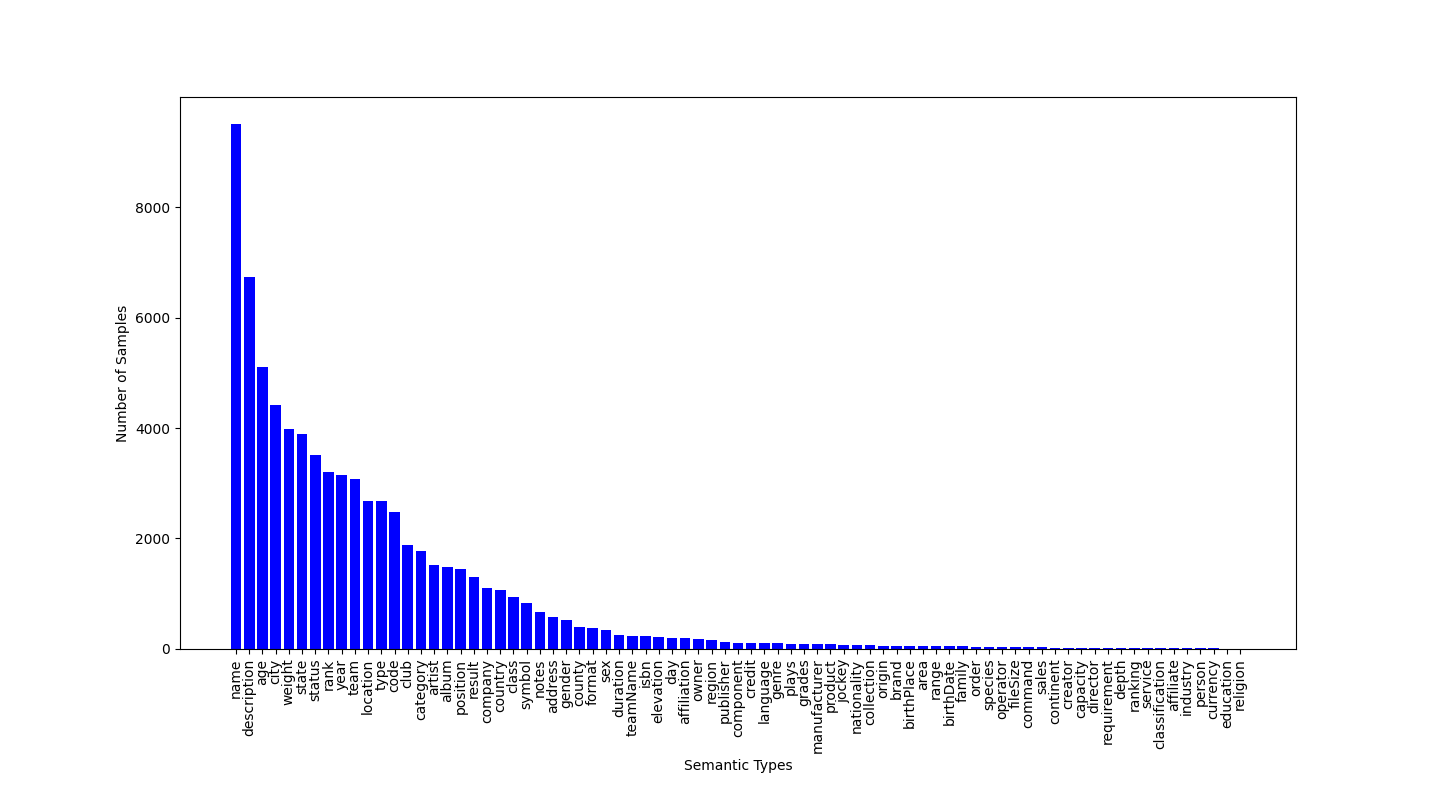 Number of Samples
8000
6000
4000
2000
0
name
description
age
city
weight
state
status
rank
year
team
location
type
code
club
category
artist
album
position
result
company
country
class
symbol
notes
address
gender
county
format
sex
duration
teamName
isbn
elevation
day
affiliation
owner
region
publisher
component
credit
language
genre
plays
grades
manufacturer
product
jockey
nationality
collection
origin
brand
birthPlace
area
range
birthDate
family
order
species
operator
fileSize
command
sales
continent
creator
capacity
director
requirement
depth
ranking
service
classification
affiliate
industry
person
currency
education
religion
Semantic Types